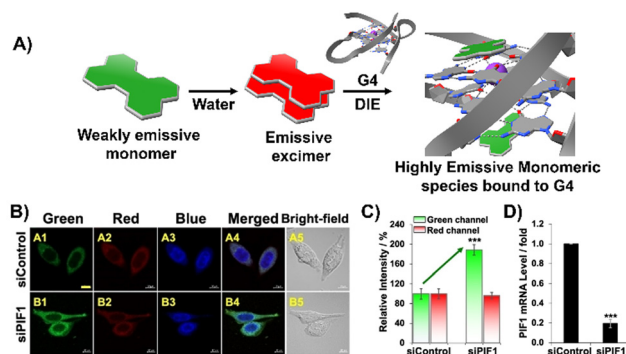 A)
Water
G4
DIE
Weakly emissive
monomer
Emissive
excimer
Highly Emissive Monomeric
species bound to G4
B)
Green
Red
Blue
Merged
Bright-field
siControl
A1
A2
A3
A4
A5
siPIF1
B1
B2
B3
B4
B5
C)
Relative Intensity / %
200
180
160
140
120
100
80
60
40
20
0
Green channel
Red channel
***
siControl
siPIF1
D)
PIF1 mRNA Level / fold
1.2
1.0
0.8
0.6
0.4
0.2
0.0
***
siControl
siPIF1